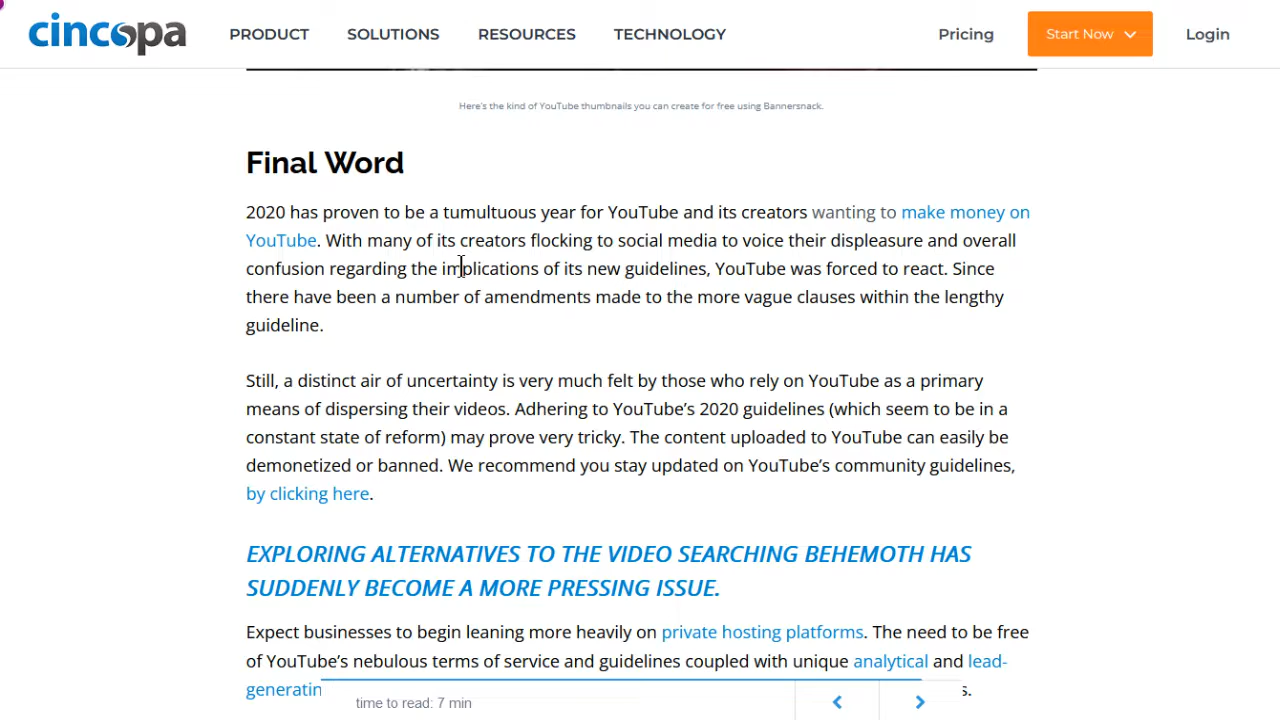 cincopa PRODUCT SOLUTIONS RESOURCES TECHNOLOGY Pricing Start Now Login
Here's the kind of YouTube thumbnails you can create for free using Bannersnack.
Final Word
2020 has proven to be a tumultuous year for YouTube and its creators wanting to make money on
YouTube. With many of its creators flocking to social media to voice their displeasure and overall
confusion regarding the implications of its new guidelines, YouTube was forced to react. Since
there have been a number of amendments made to the more vague clauses within the lengthy
guideline.
Still, a distinct air of uncertainty is very much felt by those who rely on YouTube as a primary
means of dispersing their videos. Adhering to YouTube’s 2020 guidelines (which seem to be in a
constant state of reform) may prove very tricky. The content uploaded to YouTube can easily be
demonetized or banned. We recommend you stay updated on YouTube’s community guidelines,
by clicking here.
EXPLORING ALTERNATIVES TO THE VIDEO SEARCHING BEHEMOTH HAS
SUDDENLY BECOME A MORE PRESSING ISSUE.
Expect businesses to begin leaning more heavily on private hosting platforms. The need to be free
of YouTube’s nebulous terms of service and guidelines coupled with unique analytical and lead-
generatin s.
time to read: 7 min